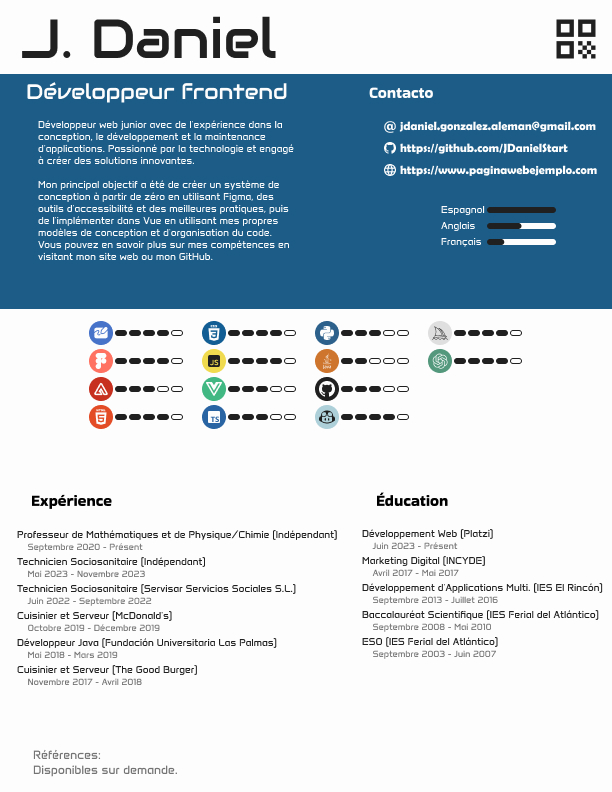 J. Daniel
Développeur Frontend
Développeur web junior avec de l'expérience dans la
conception, le développement et la maintenance
d'applications. Passionné par la technologie et engagé
à créer des solutions innovantes.
Mon principal objectif a été de créer un système de
conception à partir de zéro en utilisant Figma, des
outils d'accessibilité et des meilleures pratiques, puis
de l'implémenter dans Vue en utilisant mes propres
modèles de conception et d'organisation du code.
Vous pouvez en savoir plus sur mes compétences en
visitant mon site web ou mon GitHub.
Contacto
jdaniel.gonzalez.aleman@gmail.com
https://github.com/JDanielStart
https://www.paginawebejemplo.com
Espagnol
Anglais
Français
JS
TS
Expérience
Professeur de Mathématiques et de Physique/Chimie (Indépendant)
Septembre 2020 - Présent
Technicien Sociosanitaire (Indépendant)
Mai 2023 - Novembre 2023
Technicien Sociosanitaire (Servisar Servicios Sociales S.L.)
Juin 2022 - Septembre 2022
Cuisinier et Serveur (McDonald's)
Octobre 2019 - Décembre 2019
Développeur Java (Fundación Universitaria Las Palmas)
Mai 2018 - Mars 2019
Cuisinier et Serveur (The Good Burger)
Novembre 2017 - Avril 2018
Éducation
Développement Web (Platzi)
Juin 2023 - Présent
Marketing Digital (INCYDE)
Avril 2017 - Mai 2017
Développement d'Applications Multi. (IES El Rincón)
Septembre 2013 - Juillet 2016
Baccalauréat Scientifique (IES Ferial del Atlántico)
Septembre 2008 - Mai 2010
ESO (IES Ferial del Atlántico)
Septembre 2003 - Juin 2007
Références:
Disponibles sur demande.